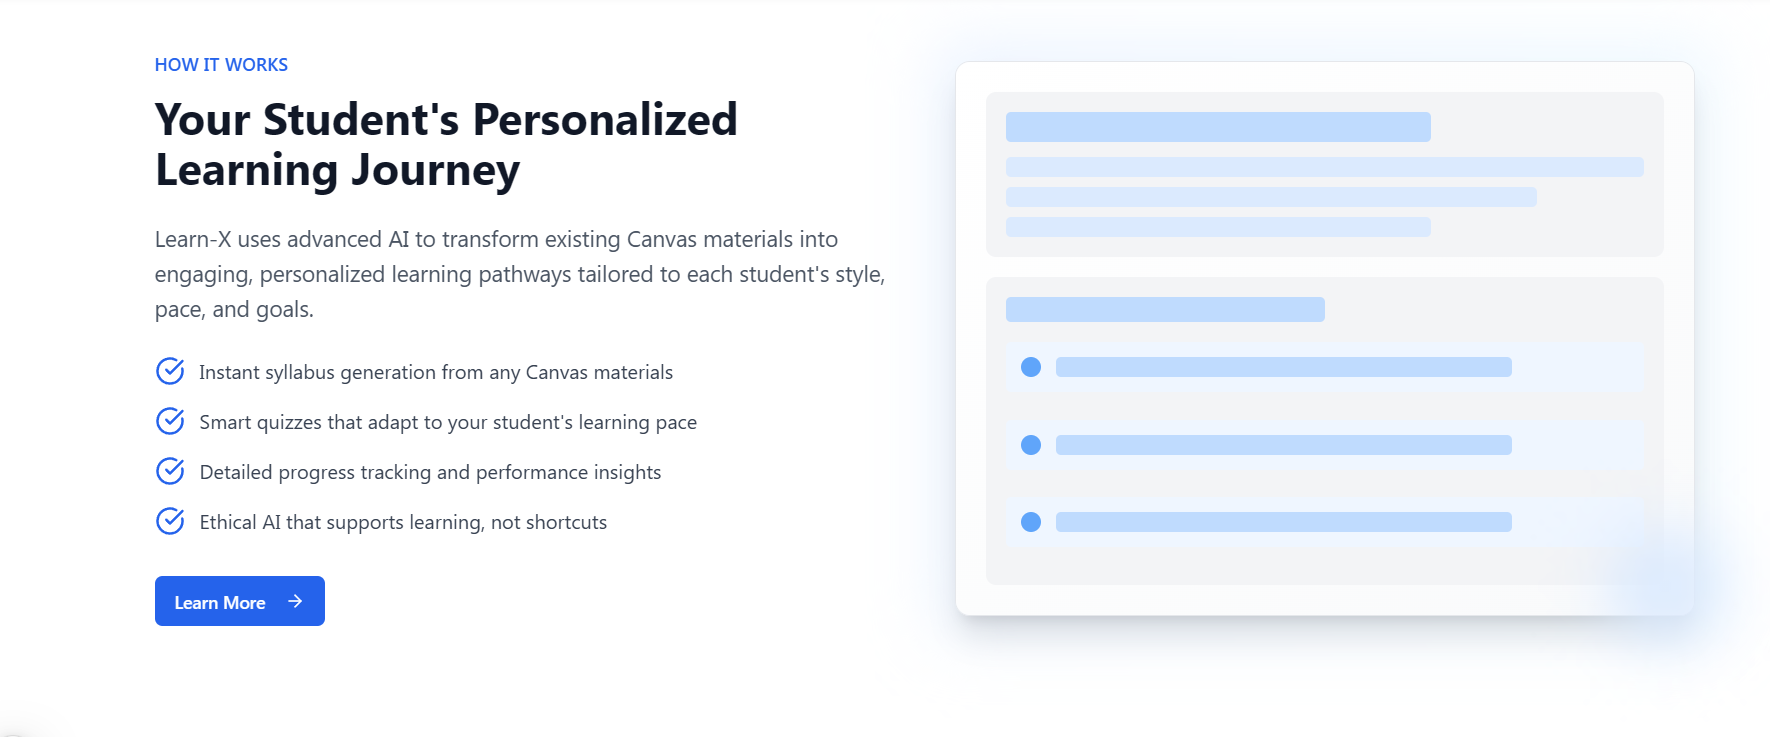 HOW IT WORKS
Your Student's Personalized
Learning Journey
Learn-X uses advanced AI to transform existing Canvas materials into
engaging, personalized learning pathways tailored to each student's style,
pace, and goals.
Instant syllabus generation from any Canvas materials
Smart quizzes that adapt to your student's learning pace
Detailed progress tracking and performance insights
Ethical AI that supports learning, not shortcuts
Learn More